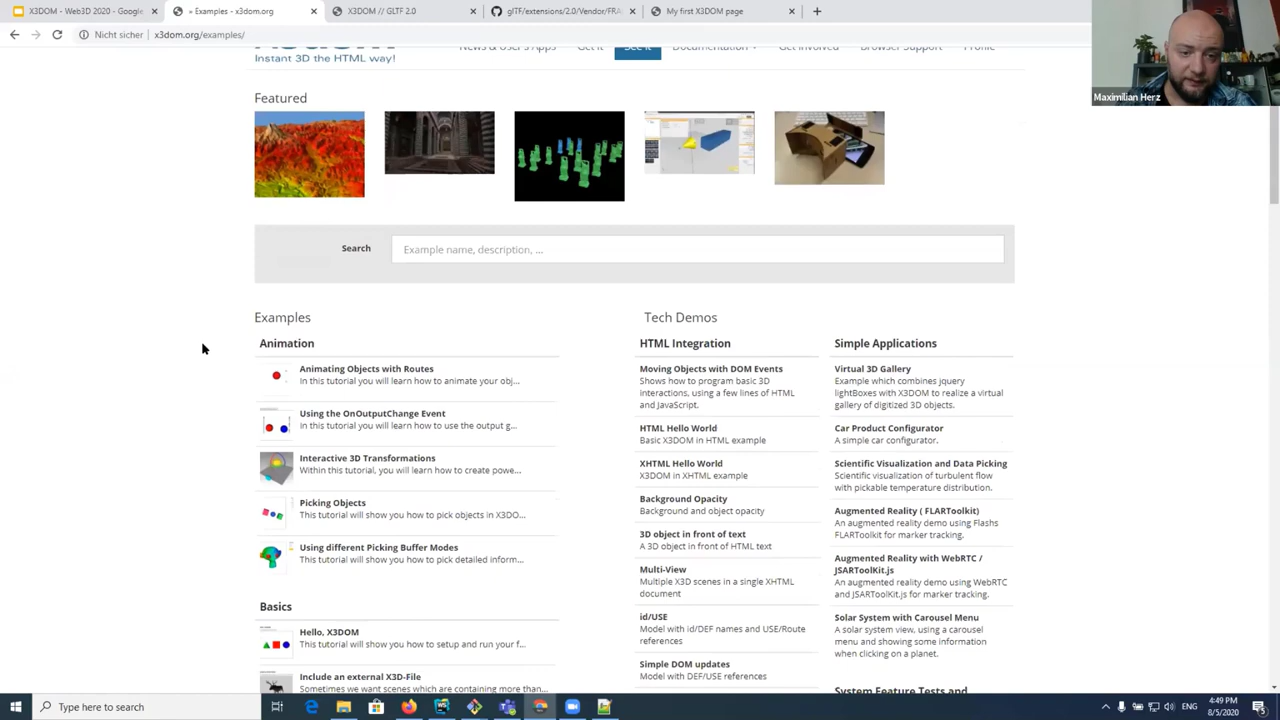 X3DOM - Web3D 2020 - Google
» Examples - x3dom.org
X3DOM // GLTF 2.0
glTF/extensions/2.0/Vendor/FRA
My first X3DOM page
Nicht sicher
x3dom.org/examples/
Instant 3D the HTML way!
News & User's Apps
Get it
See it
Documentation
Get Involved
Browser Support
Profile
Maximilian Herz
Featured
Search
Example name, description, ...
Examples
Animation
Animating Objects with Routes
In this tutorial you will learn how to animate your obj...
Using the OnOutputChange Event
In this tutorial you will learn how to use the output g...
Interactive 3D Transformations
Within this tutorial, you will learn how to create powe...
Picking Objects
This tutorial will show you how to pick objects in X3DO...
Using different Picking Buffer Modes
This tutorial will show you how to pick detailed inform...
Basics
Hello, X3DOM
This tutorial will show you how to setup and run your f...
Include an external X3D-File
Sometimes we want scenes which are containing more than...
Tech Demos
HTML Integration
Moving Objects with DOM Events
Shows how to program basic 3D
interactions, using a few lines of HTML
and JavaScript.
HTML Hello World
Basic X3DOM in HTML example
XHTML Hello World
X3DOM in XHTML example
Background Opacity
Background and object opacity
3D object in front of text
A 3D object in front of HTML text
Multi-View
Multiple X3D scenes in a single XHTML
document
id/USE
Model with id/DEF names and USE/Route
references
Simple DOM updates
Model with DEF/USE references
Simple Applications
Virtual 3D Gallery
Example which combines jquery
lightBoxes with X3DOM to realize a virtual
gallery of digitized 3D objects.
Car Product Configurator
A simple car configurator.
Scientific Visualization and Data Picking
Scientific visualization of turbulent flow
with pickable temperature distribution.
Augmented Reality ( FLARToolkit)
An augmented reality demo using Flashs
FLARToolkit for marker tracking.
Augmented Reality with WebRTC /
JSARToolKit.js
An augmented reality demo using WebRTC
and JSARToolKit.js for marker tracking.
Solar System with Carousel Menu
A solar system view, using a carousel
menu and showing some information
when clicking on a planet.
System Feature Tests and
Type here to search
ENG
4:49 PM
8/5/2020